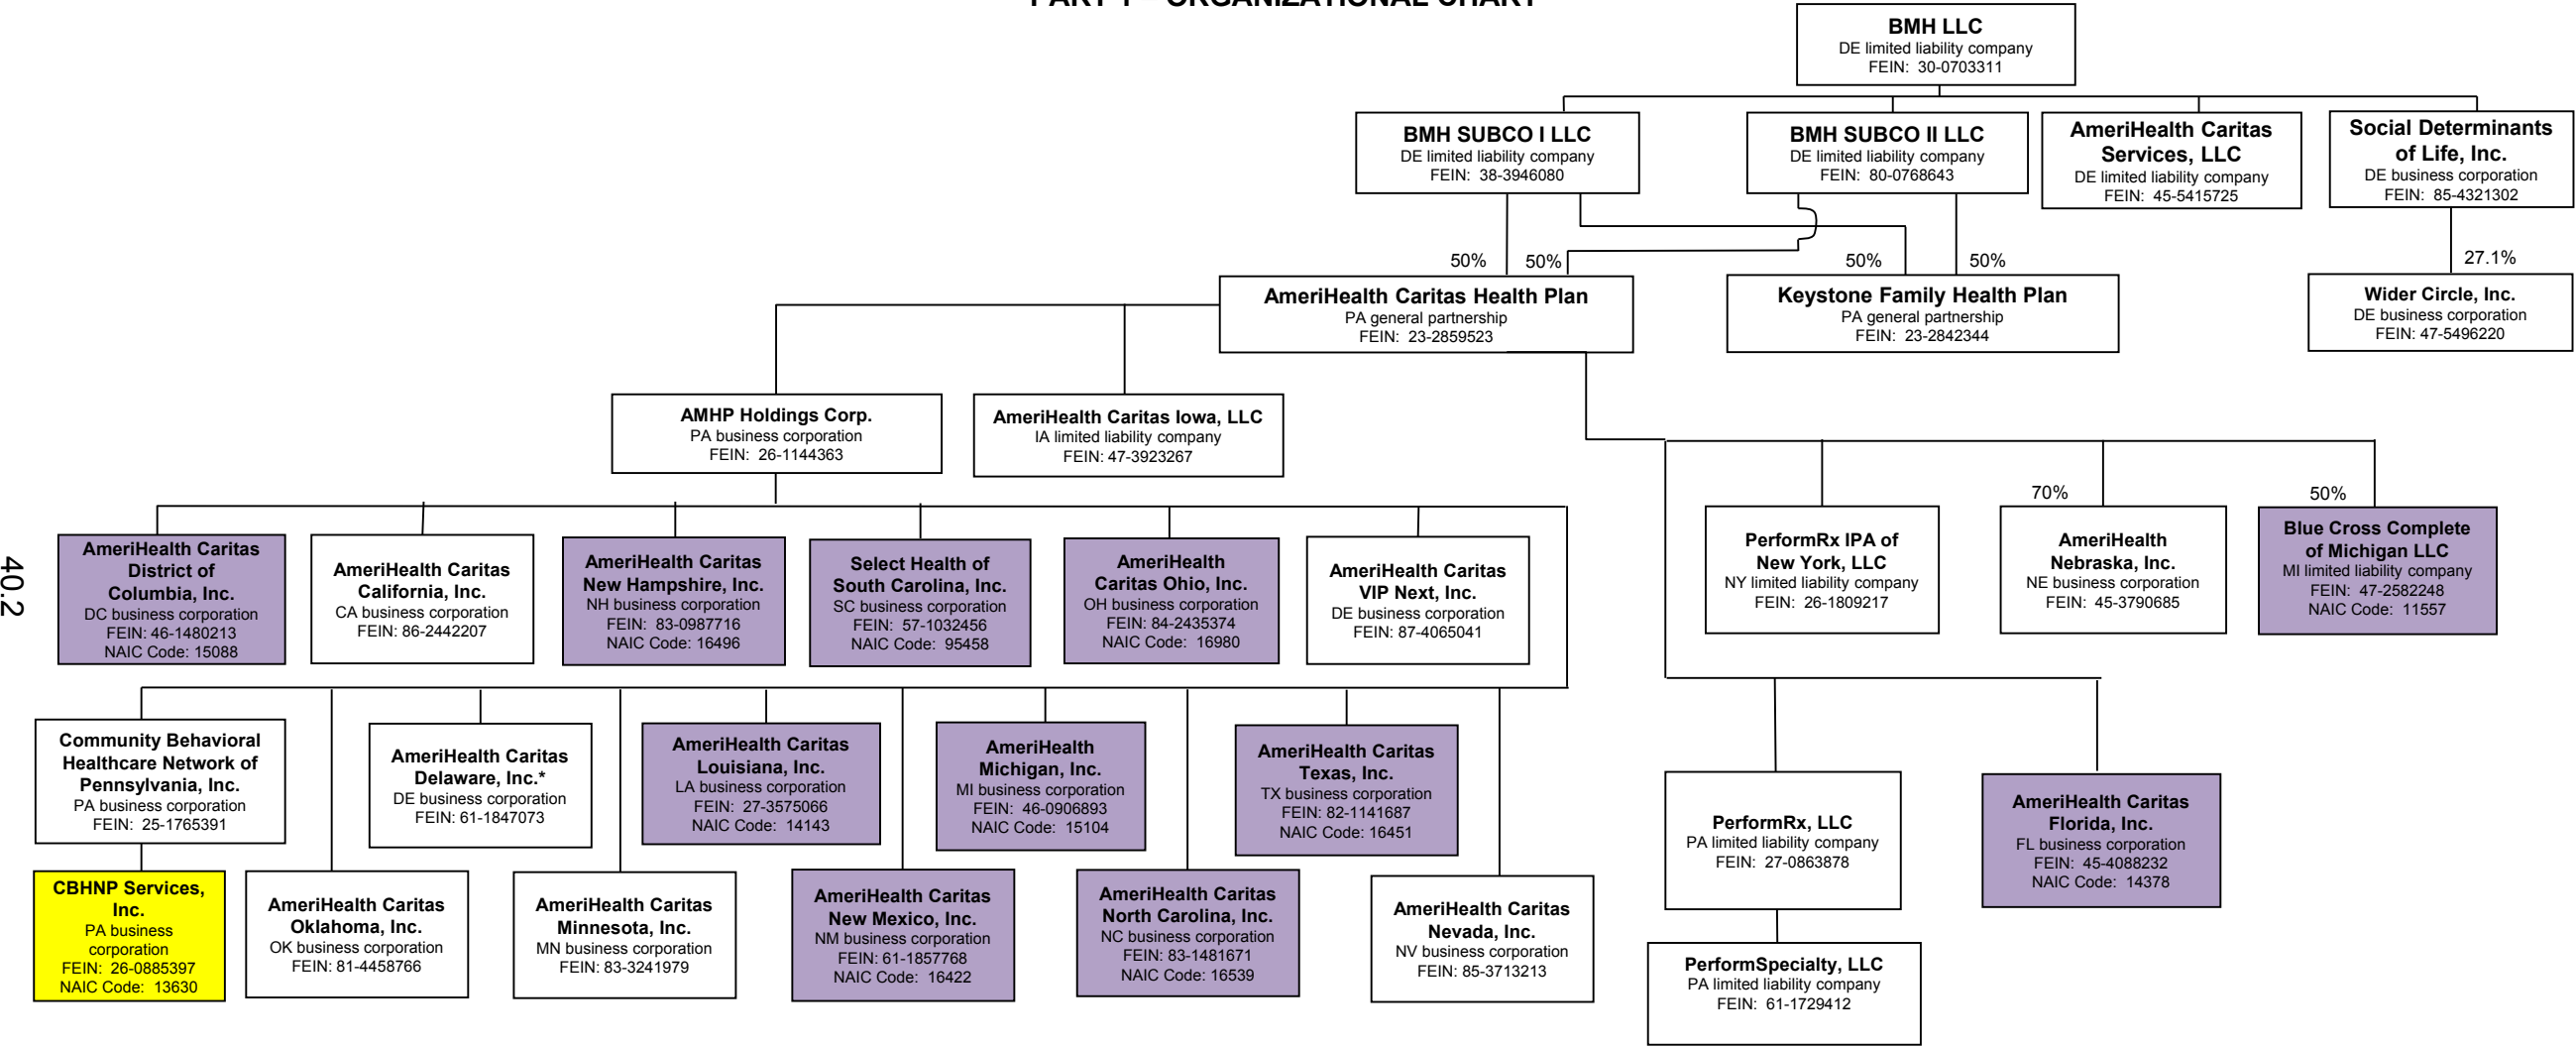 PART 1 – ORGANIZATIONAL CHART
BMH LLC
DE limited liability company
FEIN: 30-0703311
BMH SUBCO I LLC
DE limited liability company
FEIN: 38-3946080
BMH SUBCO II LLC
DE limited liability company
FEIN: 80-0768643
AmeriHealth Caritas
Services, LLC
DE limited liability company
FEIN: 45-5415725
Social Determinants
of Life, Inc.
DE business corporation
FEIN: 85-4321302
50%
50%
50%
50%
27.1%
AmeriHealth Caritas Health Plan
PA general partnership
FEIN: 23-2859523
Keystone Family Health Plan
PA general partnership
FEIN: 23-2842344
Wider Circle, Inc.
DE business corporation
FEIN: 47-5496220
AMHP Holdings Corp.
PA business corporation
FEIN: 26-1144363
AmeriHealth Caritas Iowa, LLC
IA limited liability company
FEIN: 47-3923267
70%
50%
AmeriHealth Caritas
District of
Columbia, Inc.
DC business corporation
FEIN: 46-1480213
NAIC Code: 15088
AmeriHealth Caritas
California, Inc.
CA business corporation
FEIN: 86-2442207
AmeriHealth Caritas
New Hampshire, Inc.
NH business corporation
FEIN: 83-0987716
NAIC Code: 16496
Select Health of
South Carolina, Inc.
SC business corporation
FEIN: 57-1032456
NAIC Code: 95458
AmeriHealth
Caritas Ohio, Inc.
OH business corporation
FEIN: 84-2435374
NAIC Code: 16980
AmeriHealth Caritas
VIP Next, Inc.
DE business corporation
FEIN: 87-4065041
PerformRx IPA of
New York, LLC
NY limited liability company
FEIN: 26-1809217
AmeriHealth
Nebraska, Inc.
NE business corporation
FEIN: 45-3790685
Blue Cross Complete
of Michigan LLC
MI limited liability company
FEIN: 47-2582248
NAIC Code: 11557
40.2
Community Behavioral
Healthcare Network of
Pennsylvania, Inc.
PA business corporation
FEIN: 25-1765391
AmeriHealth Caritas
Delaware, Inc.*
DE business corporation
FEIN: 61-1847073
AmeriHealth Caritas
Louisiana, Inc.
LA business corporation
FEIN: 27-3575066
NAIC Code: 14143
AmeriHealth
Michigan, Inc.
MI business corporation
FEIN: 46-0906893
NAIC Code: 15104
AmeriHealth Caritas
Texas, Inc.
TX business corporation
FEIN: 82-1141687
NAIC Code: 16451
PerformRx, LLC
PA limited liability company
FEIN: 27-0863878
AmeriHealth Caritas
Florida, Inc.
FL business corporation
FEIN: 45-4088232
NAIC Code: 14378
CBHNP Services,
Inc.
PA business
corporation
FEIN: 26-0885397
NAIC Code: 13630
AmeriHealth Caritas
Oklahoma, Inc.
OK business corporation
FEIN: 81-4458766
AmeriHealth Caritas
Minnesota, Inc.
MN business corporation
FEIN: 83-3241979
AmeriHealth Caritas
New Mexico, Inc.
NM business corporation
FEIN: 61-1857768
NAIC Code: 16422
AmeriHealth Caritas
North Carolina, Inc.
NC business corporation
FEIN: 83-1481671
NAIC Code: 16539
AmeriHealth Caritas
Nevada, Inc.
NV business corporation
FEIN: 85-3713213
PerformSpecialty, LLC
PA limited liability company
FEIN: 61-1729412